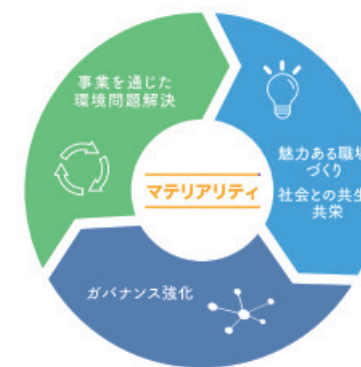 事業を通じた
環境問題解決
魅力ある職場
づくり
社会との共生
共栄
マテリアリティ
ガバナンス強化